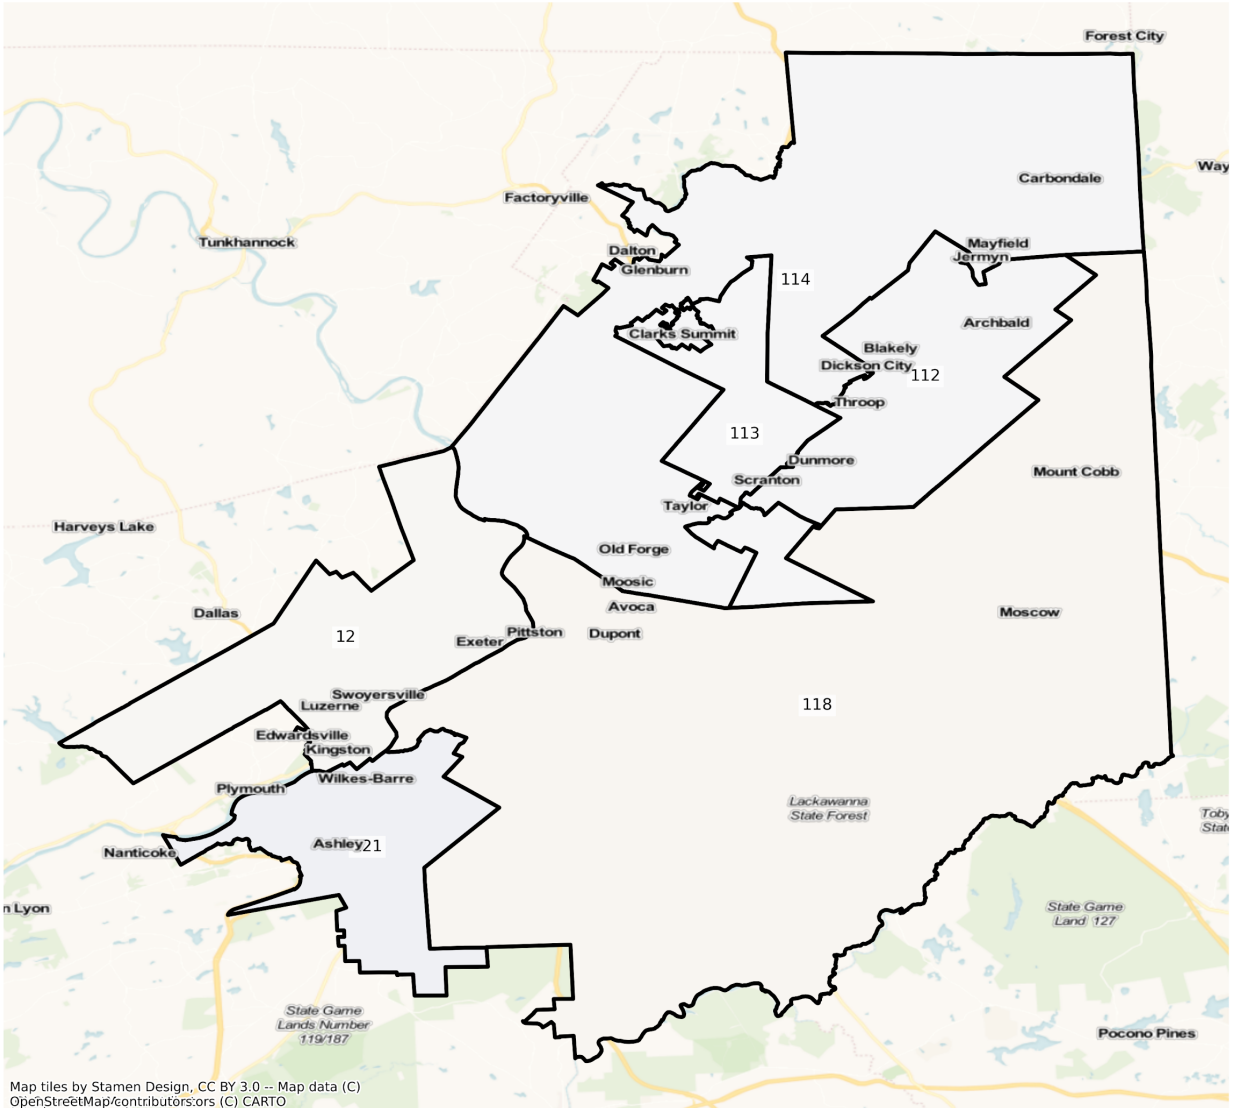 Forest City
Way
Carbondale
Factoryville
Tunkhannock
Mayfield
Dalton
Jermyn
Glenburn
114
Archbald
Clarks Summit
Blakely
Dickson City
112
Throop
113
Dunmore
Mount Cobb
Scranton
Taylor
Harveys Lake
Old Forge
Moosic
Avoca
Dallas
Moscow
Pittston
Dupont
12
Exeter
Swoyersville
Luzerne
118
Edwardsville
Kingston
Wilkes-Barre
Plymouth
Lackawanna
State Forest
Toby
State
Ashley
21
Nanticoke
n Lyon
State Game
Land 127
State Game
Lands Number
119/187
Pocono Pines
Map tiles by Stamen Design, CC BY 3.0 -- Map data (C)
OpenStreetMap contributors
ors (C) CARTO